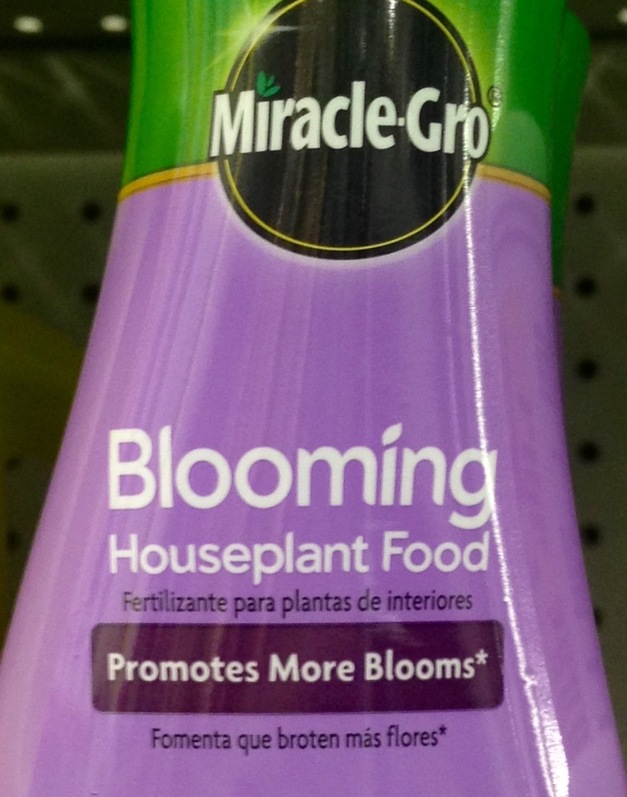 Miracle-Gro®
Blooming
Houseplant Food
Fertilizante para plantas de interiores
Promotes More Blooms*
Fomenta que broten más flores*